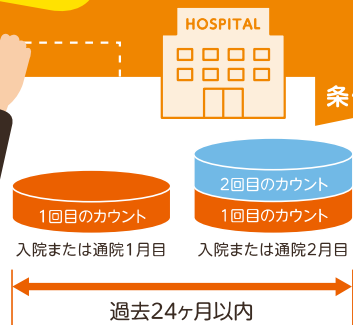 HOSPITAL
条
2回目のカウント
1回目のカウント
1回目のカウント
入院または通院1月目
入院または通院2月目
過去24ヶ月以内